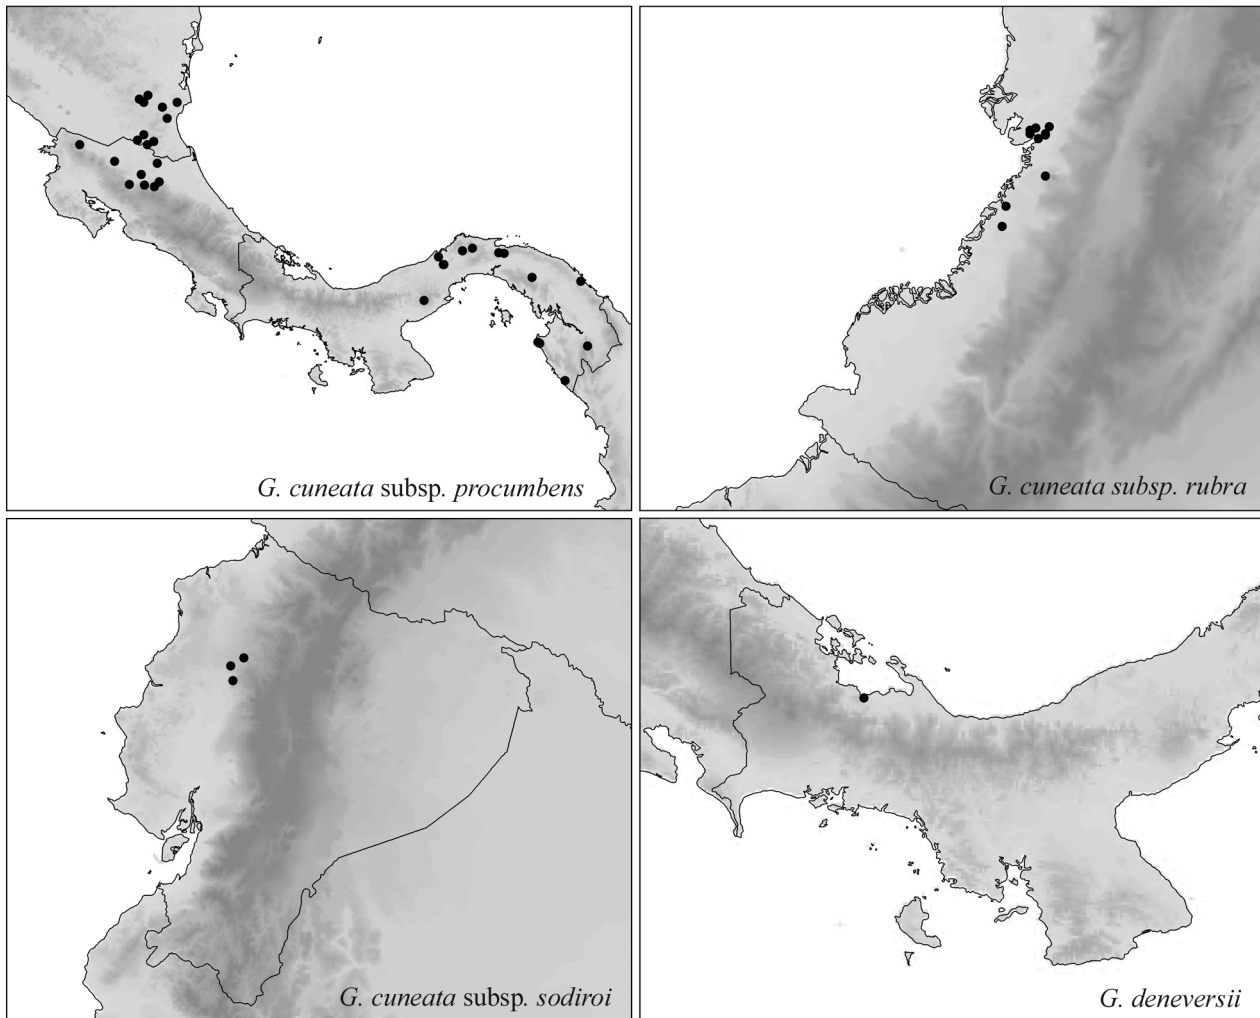 G. cuneata subsp. procumbens
G. cuneata subsp. rubra
G. cuneata subsp. sodiroi
G. deneversii